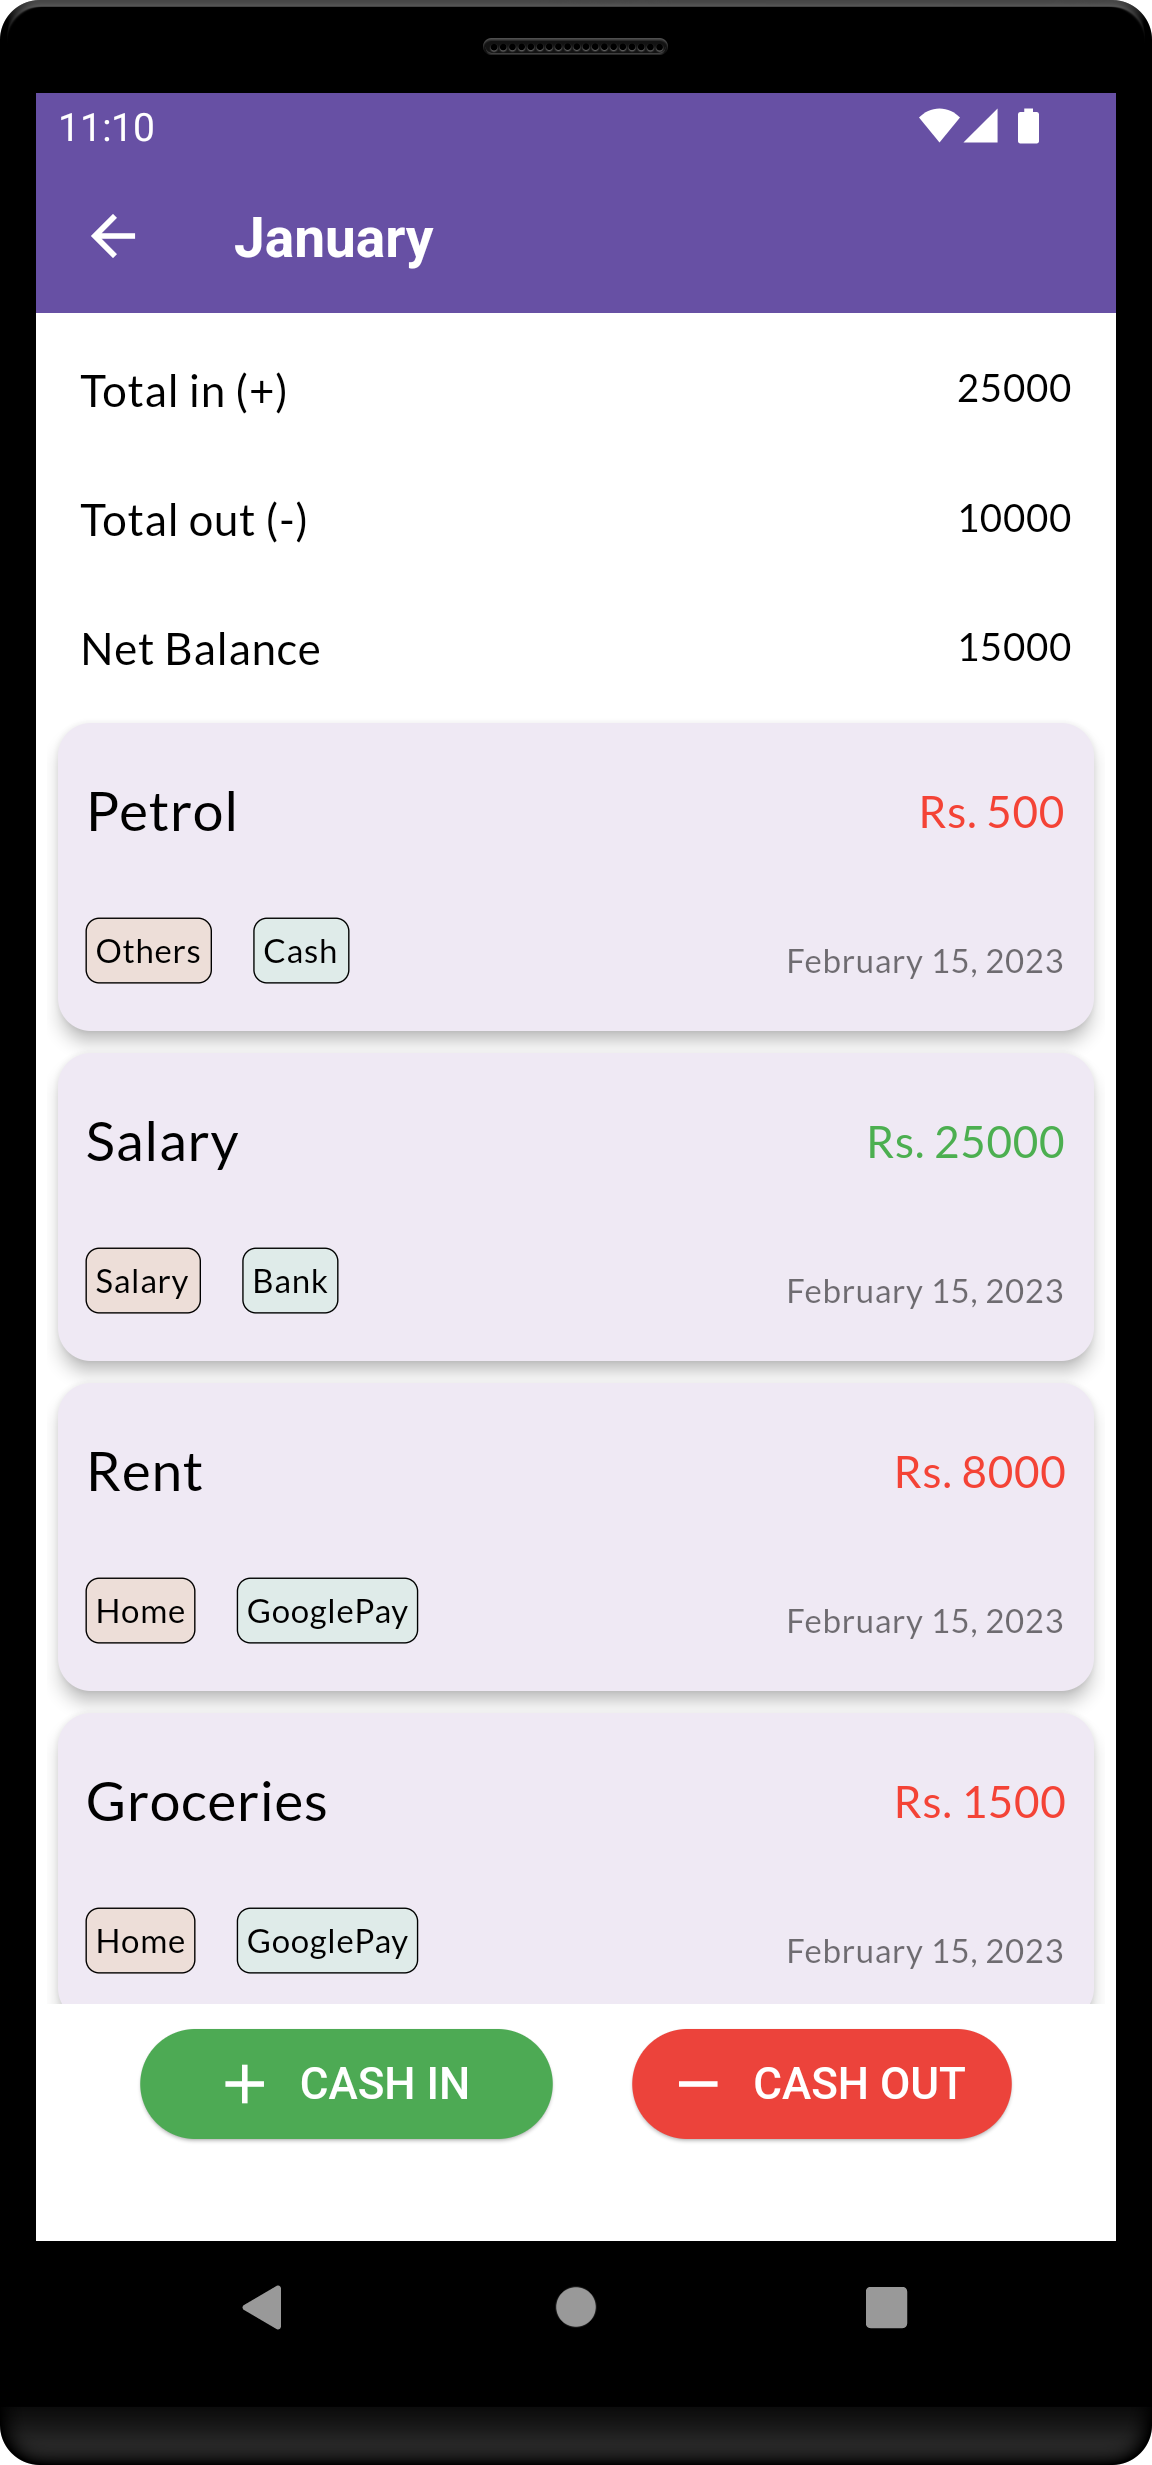 11:10
January
Total in (+) 25000
Total out (-) 10000
Net Balance 15000
Petrol Rs. 500
Others Cash February 15, 2023
Salary Rs. 25000
Salary Bank February 15, 2023
Rent Rs. 8000
Home GooglePay February 15, 2023
Groceries Rs. 1500
Home GooglePay February 15, 2023
+ CASH IN — CASH OUT